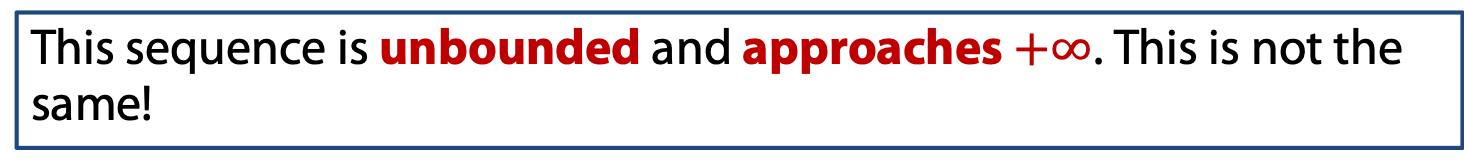 This sequence is unbounded and approaches +∞. This is not the
same!